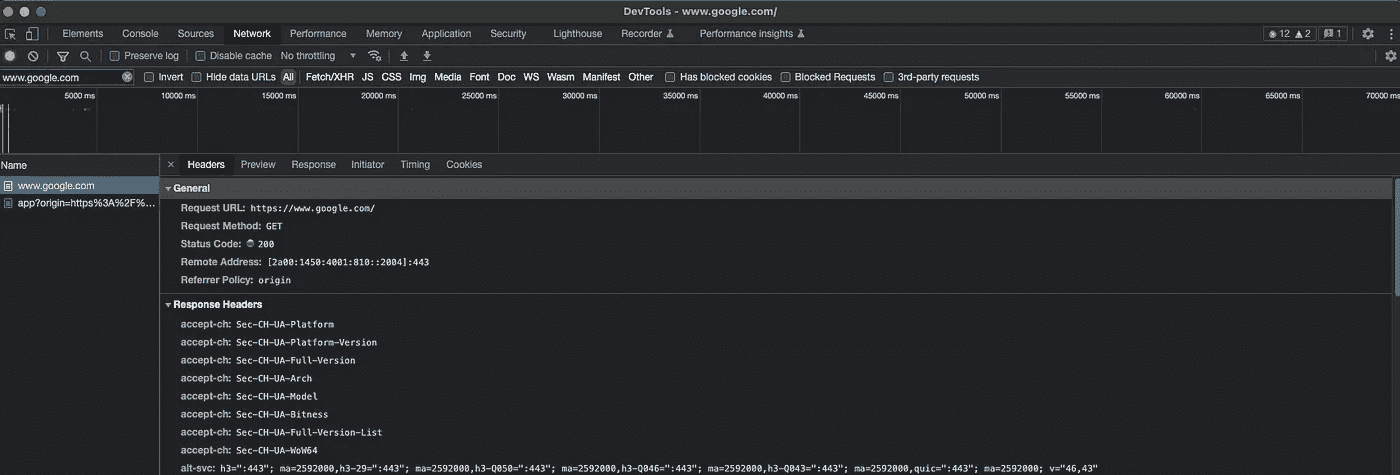 DevTools - www.google.com/
Elements Console Sources Network Performance Memory Application Security Lighthouse Recorder Performance insights 12 2 1
Preserve log Disable cache No throttling
www.google.com Invert Hide data URLs All Fetch/XHR JS CSS Img Media Font Doc WS Wasm Manifest Other Has blocked cookies Blocked Requests 3rd-party requests
5000 ms 10000 ms 15000 ms 20000 ms 25000 ms 30000 ms 35000 ms 40000 ms 45000 ms 50000 ms 55000 ms 60000 ms 65000 ms 70000 ms
Name × Headers Preview Response Initiator Timing Cookies
www.google.com
General
app?origin=https%3A%2F%...
Request URL: https://www.google.com/
Request Method: GET
Status Code: 200
Remote Address: [2a00:1450:4001:810::2004]:443
Referrer Policy: origin
Response Headers
accept-ch: Sec-CH-UA-Platform
accept-ch: Sec-CH-UA-Platform-Version
accept-ch: Sec-CH-UA-Full-Version
accept-ch: Sec-CH-UA-Arch
accept-ch: Sec-CH-UA-Model
accept-ch: Sec-CH-UA-Bitness
accept-ch: Sec-CH-UA-Full-Version-List
accept-ch: Sec-CH-UA-WoW64
alt-svc: h3=":443"; ma=2592000,h3-29=":443"; ma=2592000,h3-Q050=":443"; ma=2592000,h3-Q046=":443"; ma=2592000,h3-Q043=":443"; ma=2592000,quic=":443"; ma=2592000; v="46,43"